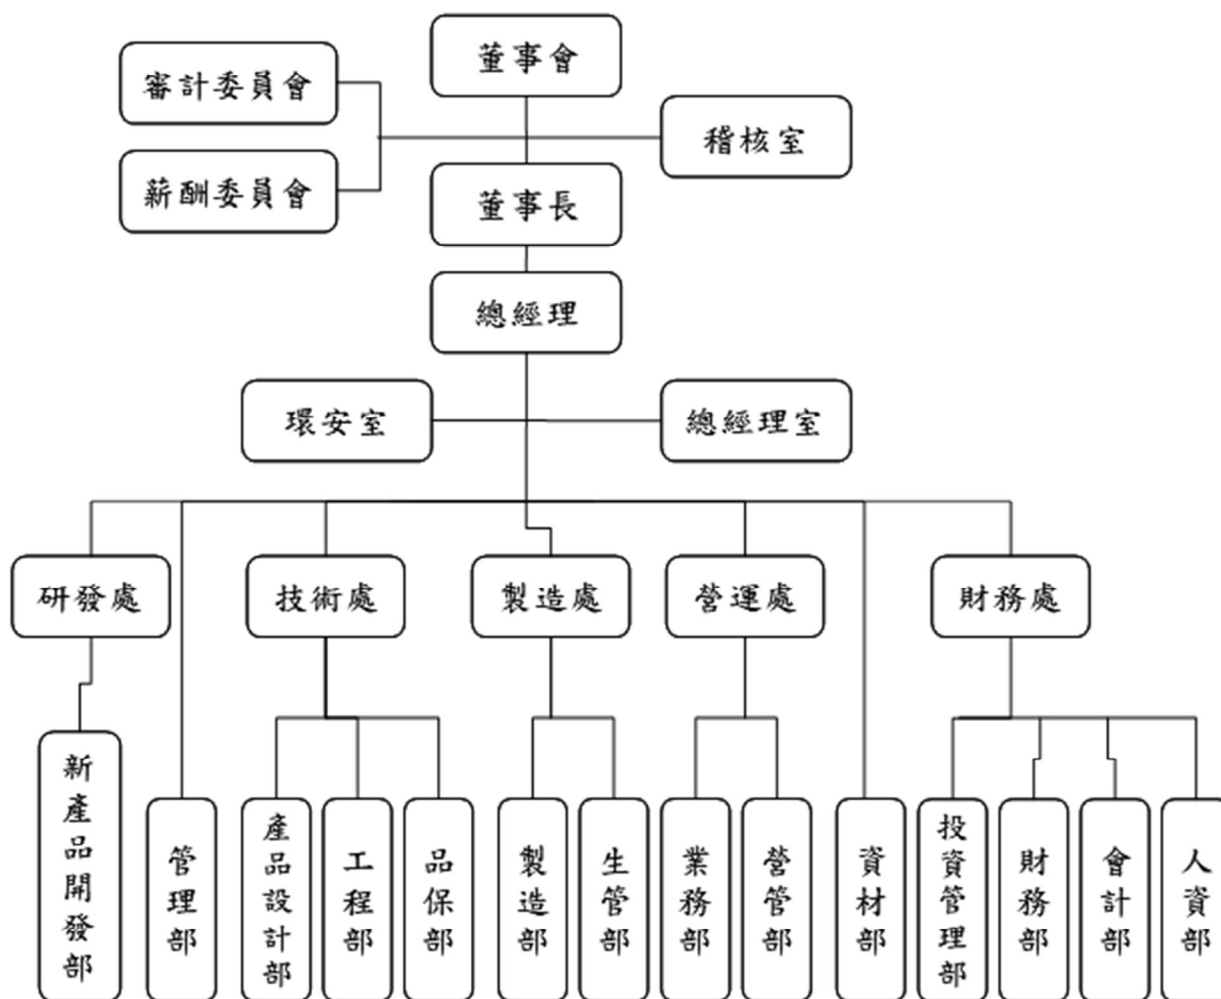 董事會
審計委員會
稽核室
薪酬委員會
董事長
總經理
環安室
總經理室
研發處
技術處
製造處
營運處
財務處
新產品開發部
管理部
產品設計部
工程部
品保部
製造部
生管部
業務部
營管部
資材部
投資管理部
財務部
會計部
人資部